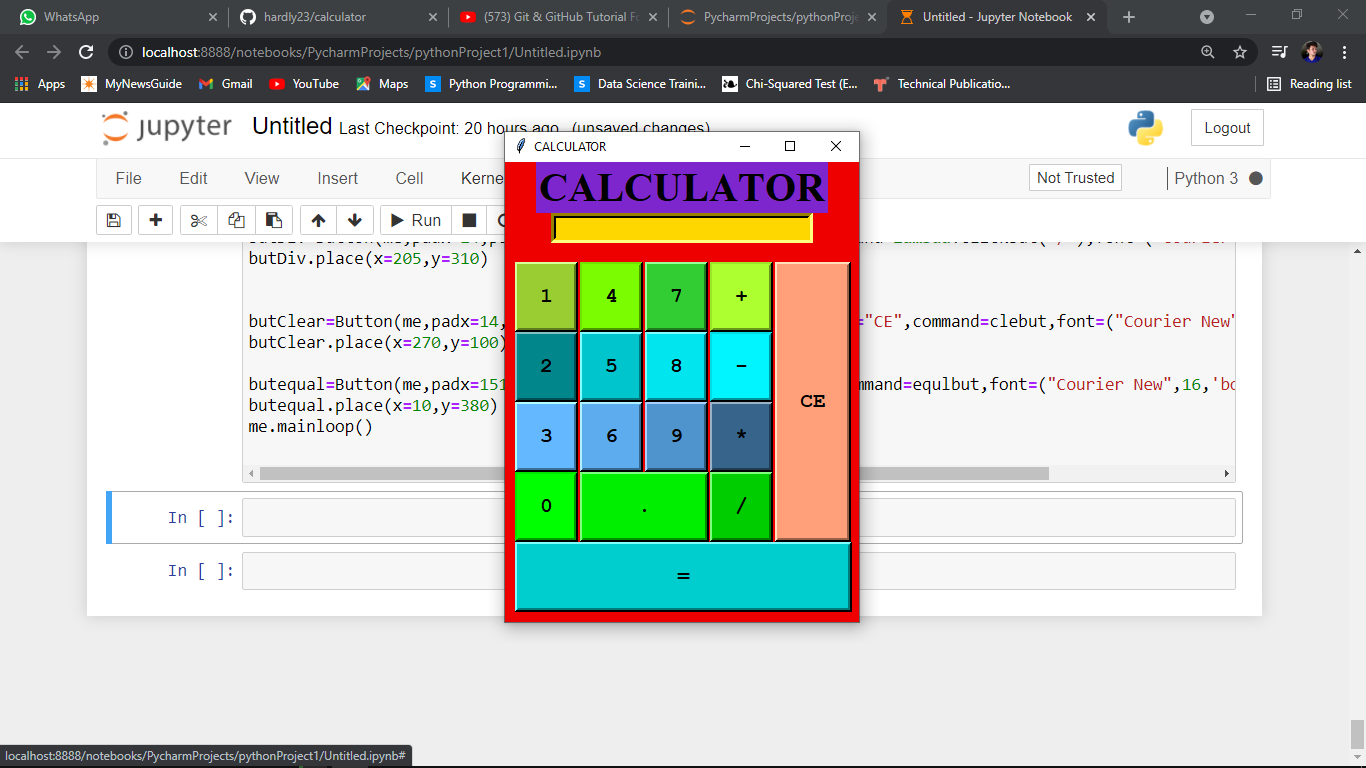 WhatsApp
hardly23/calculator
(573) Git & GitHub Tutorial Fo
PycharmProjects/pythonProje
Untitled - Jupyter Notebook
localhost:8888/notebooks/PycharmProjects/pythonProject1/Untitled.ipynb
Apps
MyNewsGuide
Gmail
YouTube
Maps
Python Programmi...
Data Science Traini...
Chi-Squared Test (E...
Technical Publicatio...
Reading list
jupyter
Untitled Last Checkpoint: 20 hours ago (unsaved changes)
Logout
File Edit View Insert Cell Kerne
Not Trusted
Python 3
Run
butDiv.place(x=205,y=310)
butClear=Button(me,padx=14, ="CE",command=clebut,font=("Courier New"
butClear.place(x=270,y=100)
butequal=Button(me,padx=151 mmand=equlbut,font=("Courier New",16,'bo
butequal.place(x=10,y=380)
me.mainloop()
In [ ]:
In [ ]:
CALCULATOR
CALCULATOR
1 4 7 +
2 5 8 -
CE
3 6 9 *
0 . /
=
localhost:8888/notebooks/PycharmProjects/pythonProject1/Untitled.ipynb#